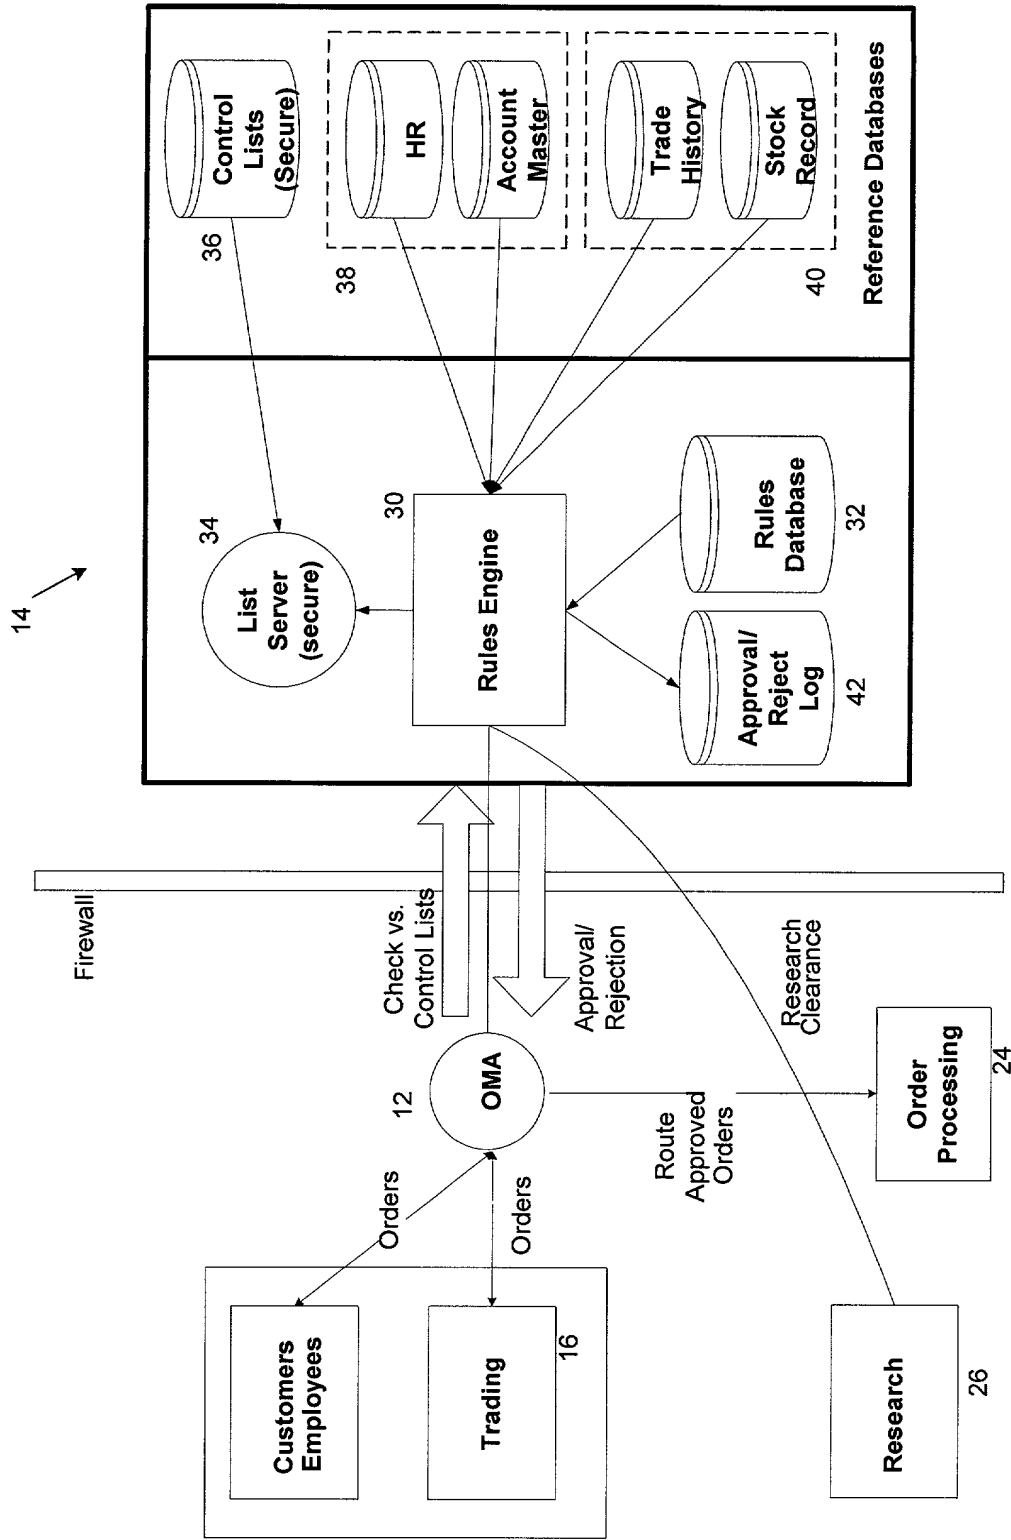 14
Customers
Employees
Trading
16
Orders
Orders
12
OMA
Firewall
Check vs.
Control Lists
Approval/
Rejection
Route
Approved
Orders
Order
Processing
24
Research
Clearance
Research
26
List
Server
(secure)
34
30
Rules Engine
Approval/
Reject
Log
42
Rules
Database
32
Control
Lists
(Secure)
36
HR
Account
Master
38
Trade
History
Stock
Record
40
Reference Databases